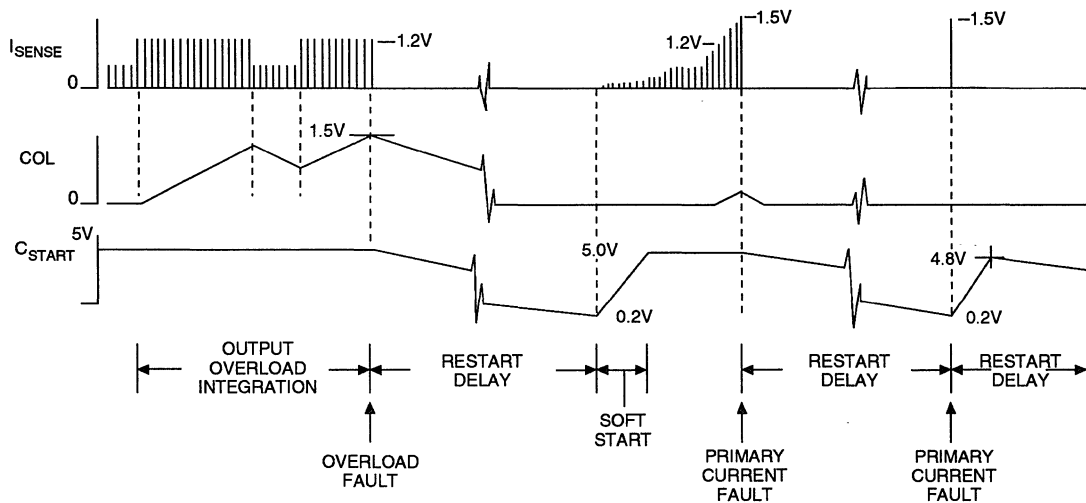 I SENSE
0
1.2V
1.2V
1.5V
1.5V
COL
1.5V
0
5V
C START
5.0V
0.2V
4.8V
0.2V
OUTPUT
OVERLOAD
INTEGRATION
RESTART
DELAY
SOFT
START
RESTART
DELAY
RESTART
DELAY
OVERLOAD
FAULT
PRIMARY
CURRENT
FAULT
PRIMARY
CURRENT
FAULT